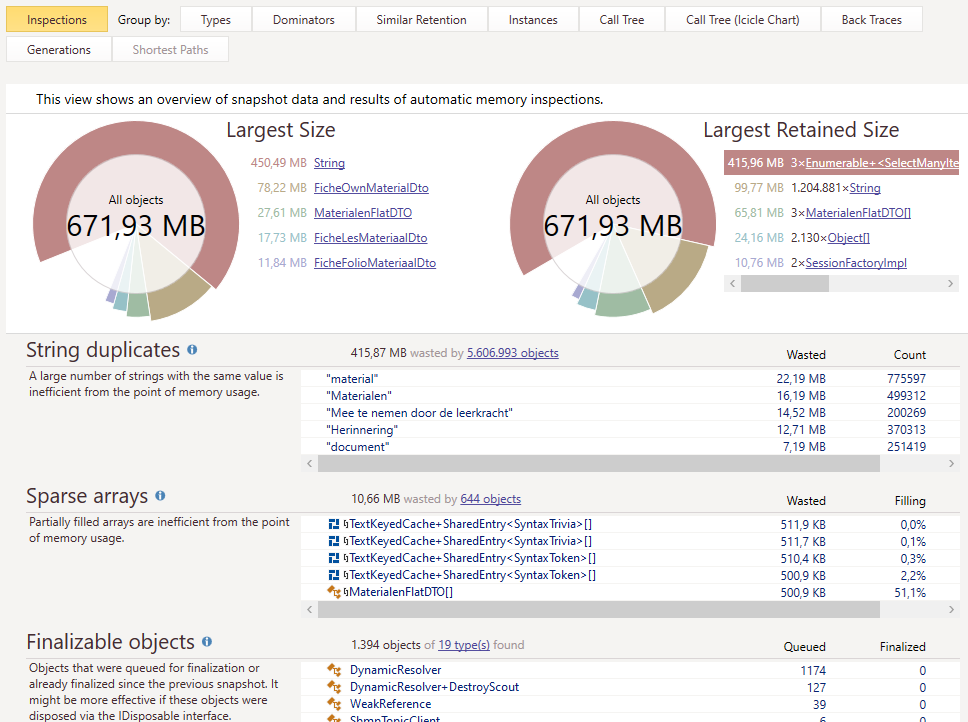 Inspections Group by: Types Dominators Similar Retention Instances Call Tree Call Tree (Icicle Chart) Back Traces
Generations Shortest Paths
This view shows an overview of snapshot data and results of automatic memory inspections.
Largest Size
All objects
671,93 MB
450,49 MB String
78,22 MB FicheOwnMaterialDto
27,61 MB MaterialenFlatDTO
17,73 MB FicheLesMateriaalDto
11,84 MB FicheFolioMateriaalDto
Largest Retained Size
All objects
671,93 MB
415,96 MB 3×Enumerable+<SelectManyIte
99,77 MB 1.204.881×String
65,81 MB 3×MaterialenFlatDTO[]
24,16 MB 2.130×Object[]
10,76 MB 2×SessionFactoryImpl
String duplicates 415,87 MB wasted by 5.606.993 objects Wasted Count
A large number of strings with the same value is
inefficient from the point of memory usage.
"material" 22,19 MB 775597
"Materialen" 16,19 MB 499312
"Mee te nemen door de leerkracht" 14,52 MB 200269
"Herinnering" 12,71 MB 370313
"document" 7,19 MB 251419
Sparse arrays 10,66 MB wasted by 644 objects Wasted Filling
Partially filled arrays are inefficient from the point
of memory usage.
TextKeyedCache+SharedEntry<SyntaxTrivia>[] 511,9 KB 0,0%
TextKeyedCache+SharedEntry<SyntaxTrivia>[] 511,7 KB 0,1%
TextKeyedCache+SharedEntry<SyntaxToken>[] 510,4 KB 0,3%
TextKeyedCache+SharedEntry<SyntaxToken>[] 500,9 KB 2,2%
MaterialenFlatDTO[] 500,9 KB 51,1%
Finalizable objects 1.394 objects of 19 type(s) found Queued Finalized
Objects that were queued for finalization or
already finalized since the previous snapshot. It
might be more effective if these objects were
disposed via the IDisposable interface.
DynamicResolver 1174 0
DynamicResolver+DestroyScout 127 0
WeakReference 39 0
6 0